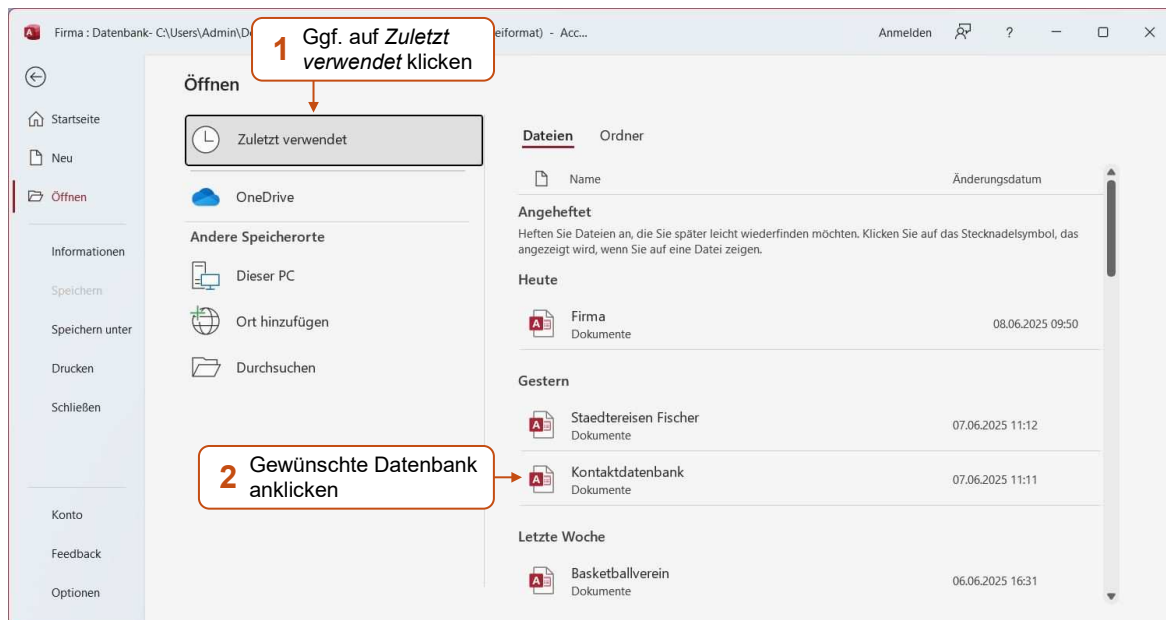 Firma : Datenbank- C:\Users\Admin\D
eiformat) - Acc...
Anmelden
?
1 Ggf. auf Zuletzt
verwendet klicken
Öffnen
Startseite
Neu
Öffnen
Informationen
Speichern
Speichern unter
Drucken
Schließen
Konto
Feedback
Optionen
Zuletzt verwendet
OneDrive
Andere Speicherorte
Dieser PC
Ort hinzufügen
Durchsuchen
Dateien Ordner
Name Änderungsdatum
Angeheftet
Heften Sie Dateien an, die Sie später leicht wiederfinden möchten. Klicken Sie auf das Stecknadelsymbol, das
angezeigt wird, wenn Sie auf eine Datei zeigen.
Heute
Firma
Dokumente
08.06.2025 09:50
Gestern
Staedtereisen Fischer
Dokumente
07.06.2025 11:12
2 Gewünschte Datenbank
anklicken
Kontaktdatenbank
Dokumente
07.06.2025 11:11
Letzte Woche
Basketballverein
Dokumente
06.06.2025 16:31